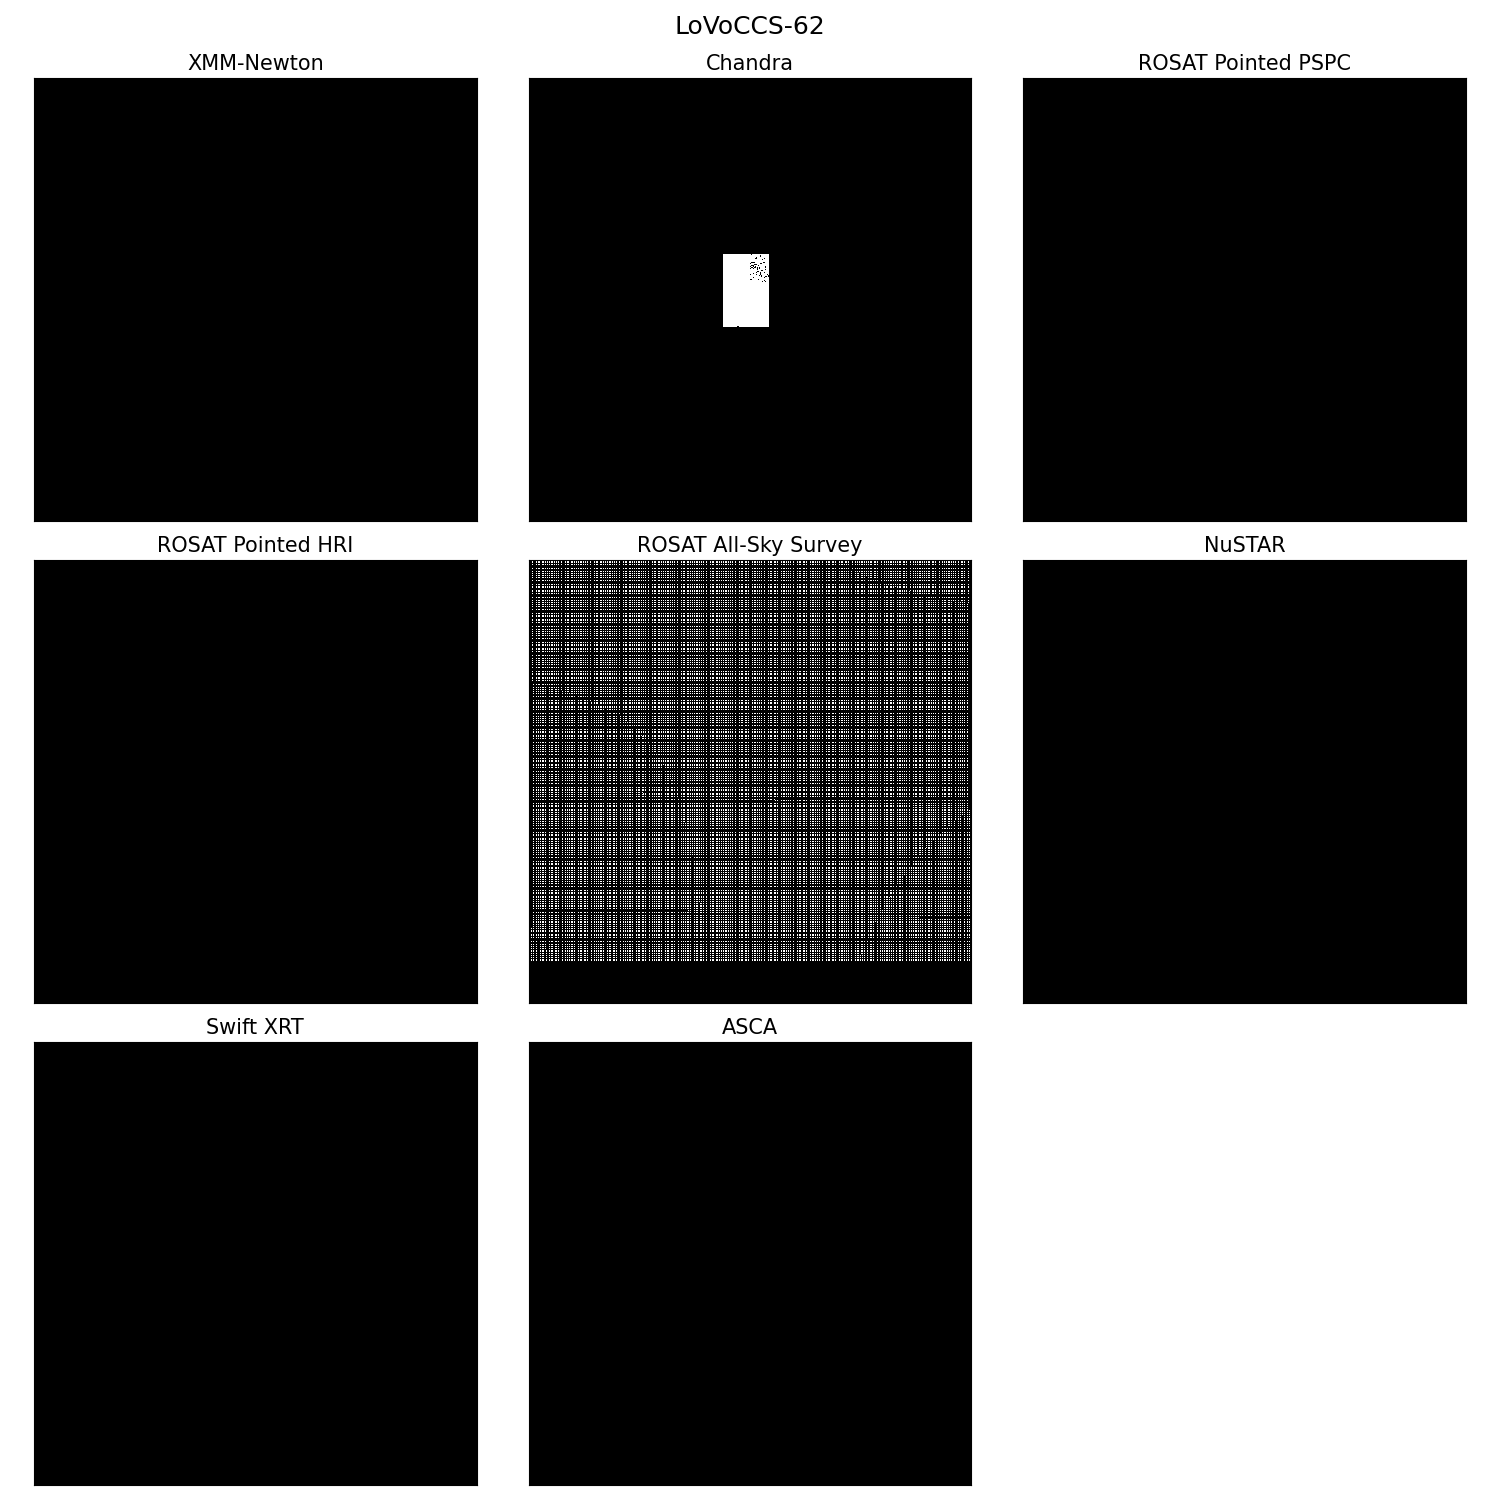 LoVoCCS-62
XMM-Newton
Chandra
ROSAT Pointed PSPC
ROSAT Pointed HRI
ROSAT All-Sky Survey
NuSTAR
Swift XRT
ASCA